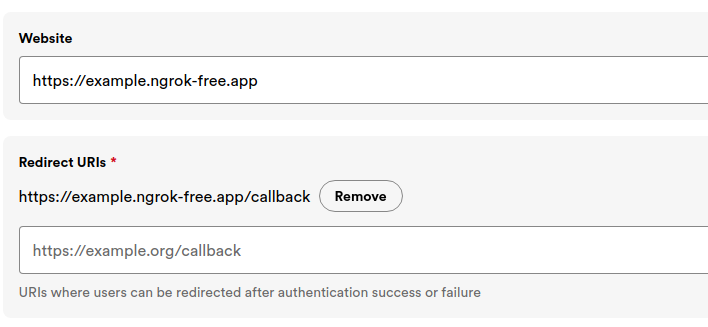 Website
https://example.ngrok-free.app
Redirect URIs *
https://example.ngrok-free.app/callback Remove
https://example.org/callback
URIs where users can be redirected after authentication success or failure